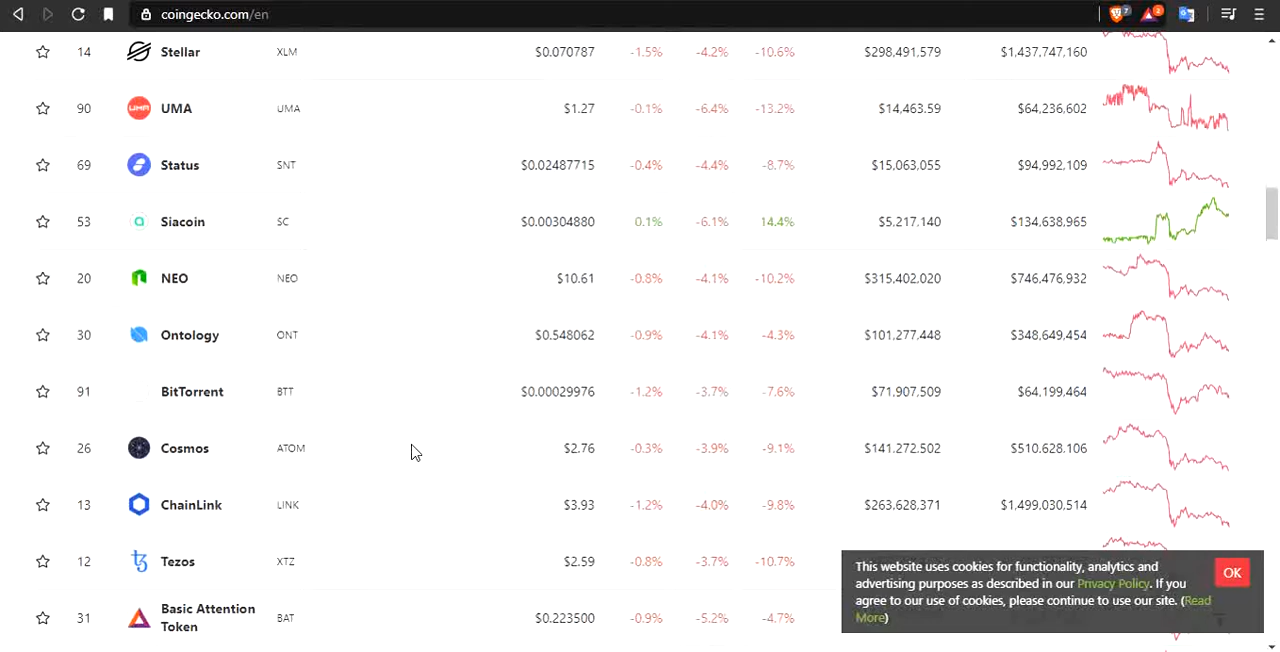 coingecko.com/en
7
2
14 Stellar XLM $0.070787 -1.5% -4.2% -10.6% $298,491,579 $1,437,747,160
90 UMA UMA $1.27 -0.1% -6.4% -13.2% $14,463.59 $64,236,602
69 Status SNT $0.02487715 -0.4% -4.4% -8.7% $15,063,055 $94,992,109
53 Siacoin SC $0.00304880 0.1% -6.1% 14.4% $5,217,140 $134,638,965
20 NEO NEO $10.61 -0.8% -4.1% -10.2% $315,402,020 $746,476,932
30 Ontology ONT $0.548062 -0.9% -4.1% -4.3% $101,277,448 $348,649,454
91 BitTorrent BTT $0.00029976 -1.2% -3.7% -7.6% $71,907,509 $64,199,464
26 Cosmos ATOM $2.76 -0.3% -3.9% -9.1% $141,272,502 $510,628,106
13 ChainLink LINK $3.93 -1.2% -4.0% -9.8% $263,628,371 $1,499,030,514
12 Tezos XTZ $2.59 -0.8% -3.7% -10.7%
31 Basic Attention
Token BAT $0.223500 -0.9% -5.2% -4.7%
This website uses cookies for functionality, analytics and
advertising purposes as described in our Privacy Policy. If you
agree to our use of cookies, please continue to use our site. (Read
More)
OK